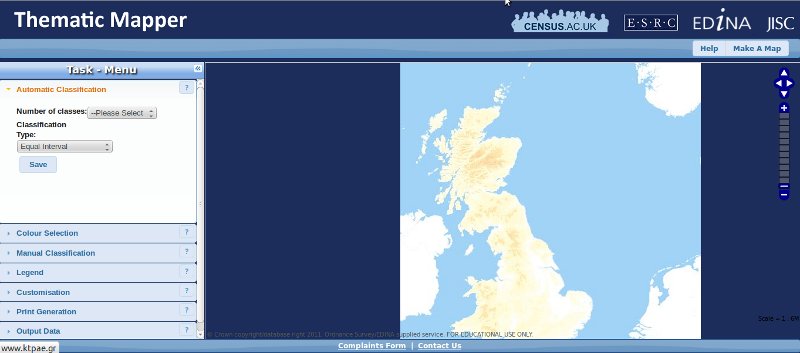 Thematic Mapper
CENSUS.AC.UK
E·S·R·C
EDINA
JISC
Help
Make A Map
Task - Menu
Automatic Classification
?
Number of classes:
--Please Select
Classification
Type:
Equal Interval
Save
Colour Selection
?
Manual Classification
?
Legend
?
Customisation
?
Print Generation
?
Output Data
?
Scale = 1 : 6M
© Crown copyright/database right 2011. Ordnance Survey/EDINA supplied service. FOR EDUCATIONAL USE ONLY.
www.ktpae.gr
Complaints Form | Contact Us